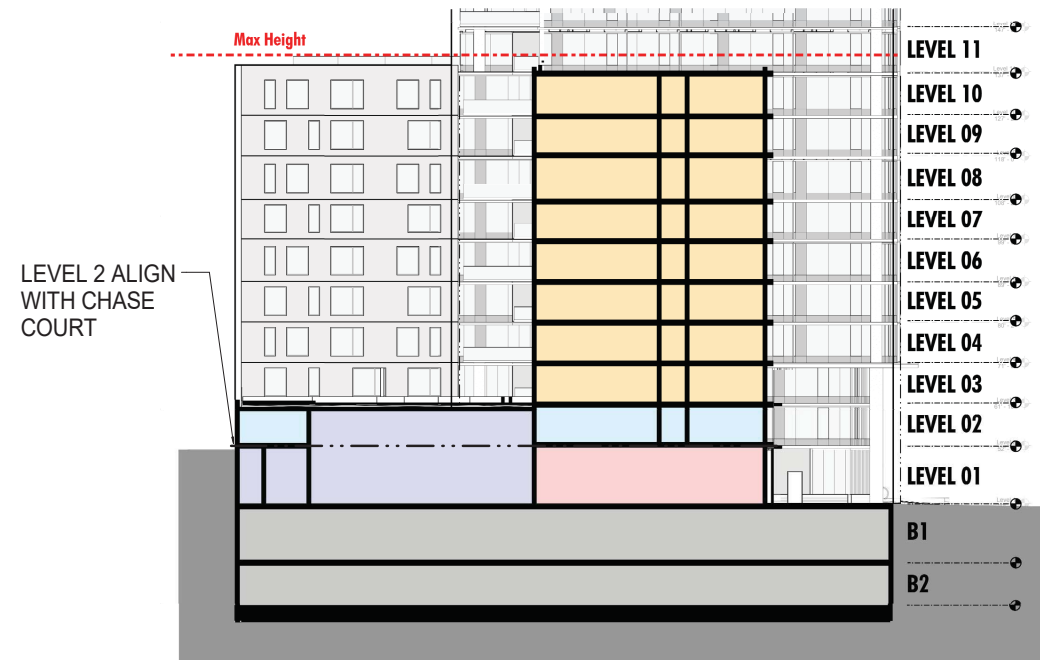 Max Height
LEVEL 11
LEVEL 10
LEVEL 09
LEVEL 08
LEVEL 07
LEVEL 06
LEVEL 05
LEVEL 04
LEVEL 03
LEVEL 02
LEVEL 01
B1
B2
LEVEL 2 ALIGN
WITH CHASE
COURT